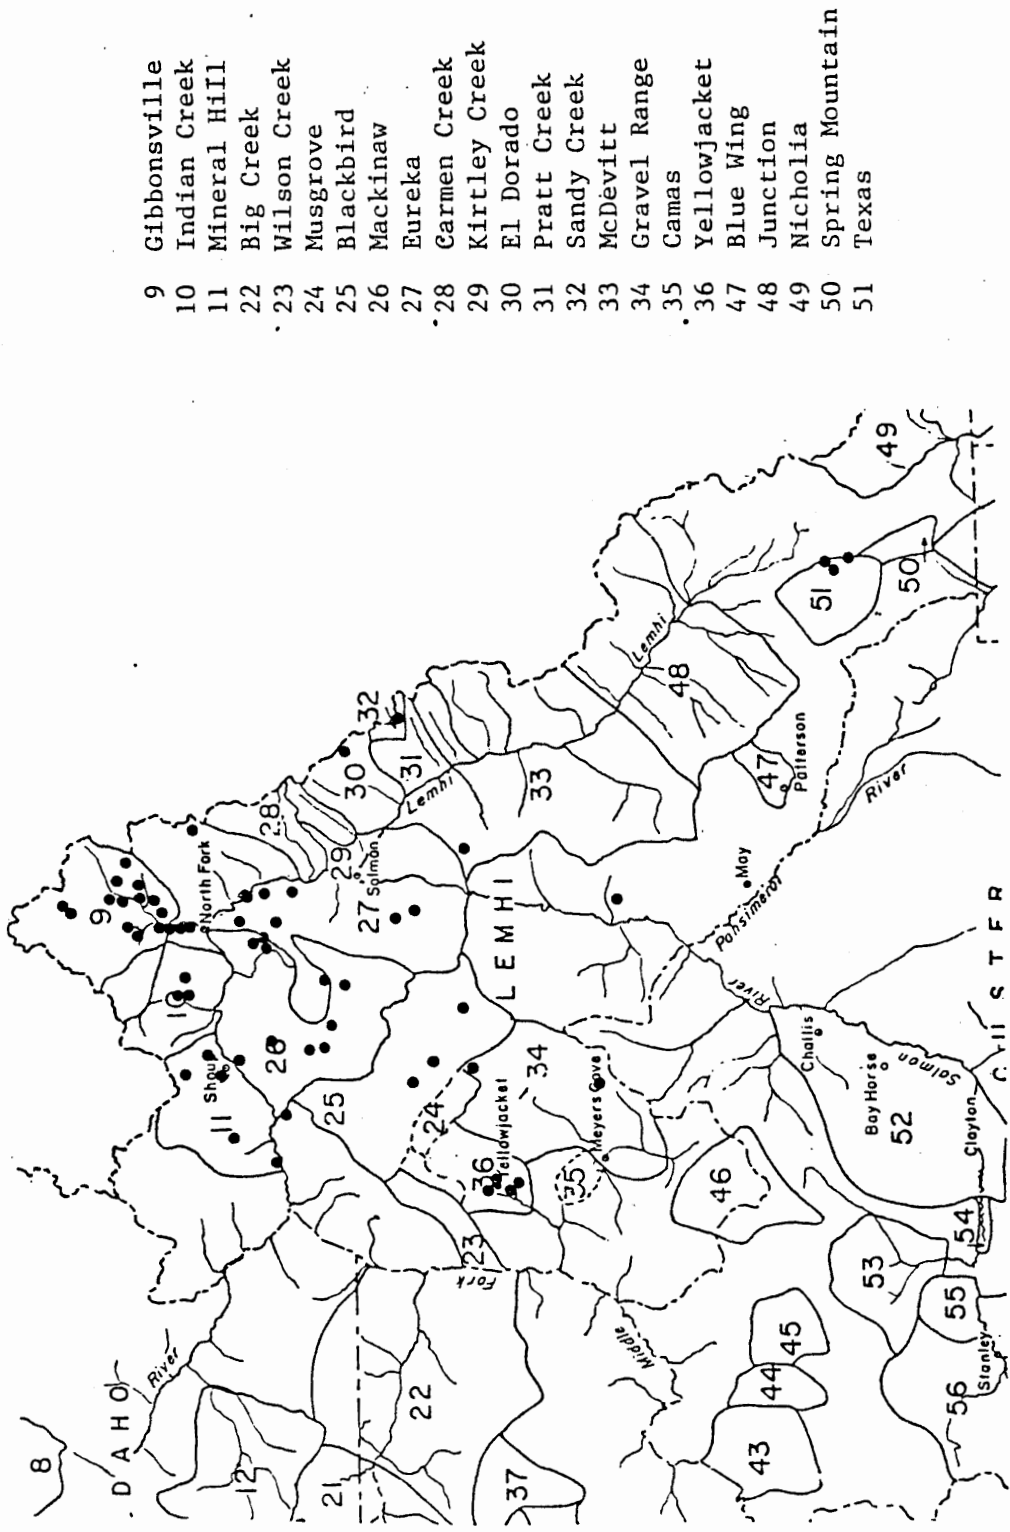 9 Gibbonsville
10 Indian Creek
11 Mineral Hill
22 Big Creek
23 Wilson Creek
24 Musgrove
25 Blackbird
26 Mackinaw
27 Eureka
28 Carmen Creek
29 Kirtley Creek
30 El Dorado
31 Pratt Creek
32 Sandy Creek
33 McDevitt
34 Gravel Range
35 Camas
36 Yellowjacket
47 Blue Wing
48 Junction
49 Nicholia
50 Spring Mountain
51 Texas
8
DAHO
River
12
21
22
37
9
10
North Fork
Shoup
11
26
25
28
29
Salmon
27
30
31
32
Lemhi
33
LEMHI
24
23
Fork
36
Yellowjacket
34
35
Meyers Cove
Middle
Lemhi
48
47
Patterson
51
50
49
River
May
Pahsimeroi
River
Challis
Bay Horse
52
Salmon
Clayton
46
45
44
43
53
54
55
Stanley
56